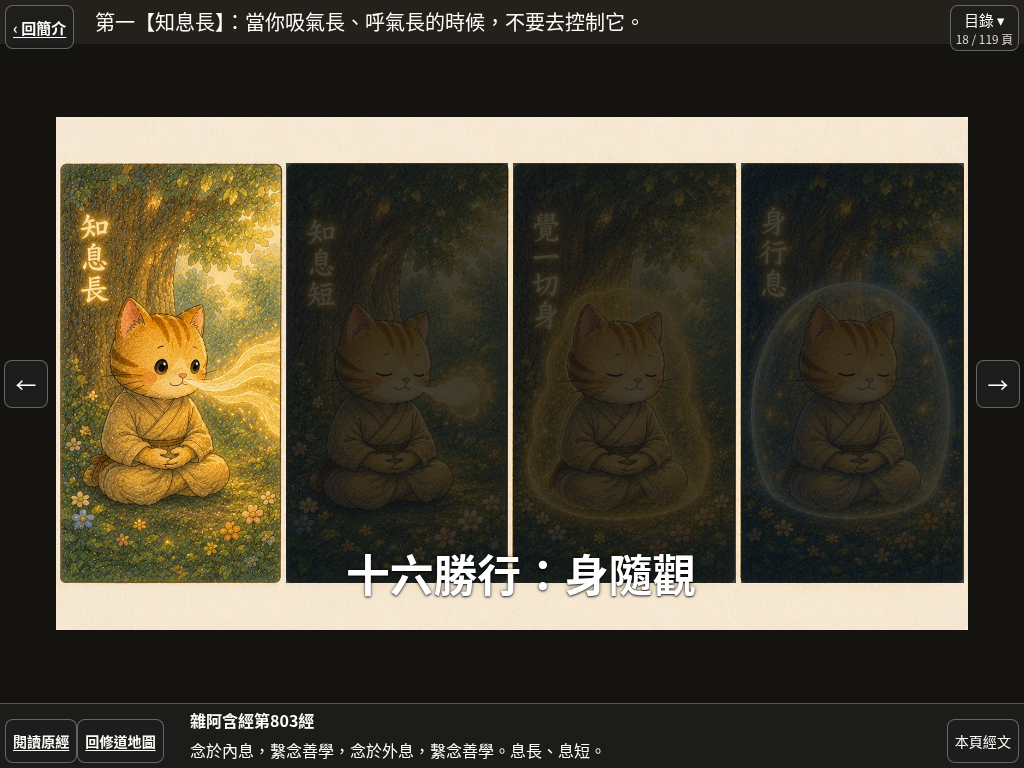 ‹ 回簡介
第一【知息長】：當你吸氣長、呼氣長的時候，不要去控制它。
目錄 ▾
18 / 119 頁
知息長
知息短
覺一切身
身行息
十六勝行：身隨觀
←
→
閱讀原經
回修道地圖
雜阿含經第803經
念於內息，繫念善學，念於外息，繫念善學。息長、息短。
本頁經文